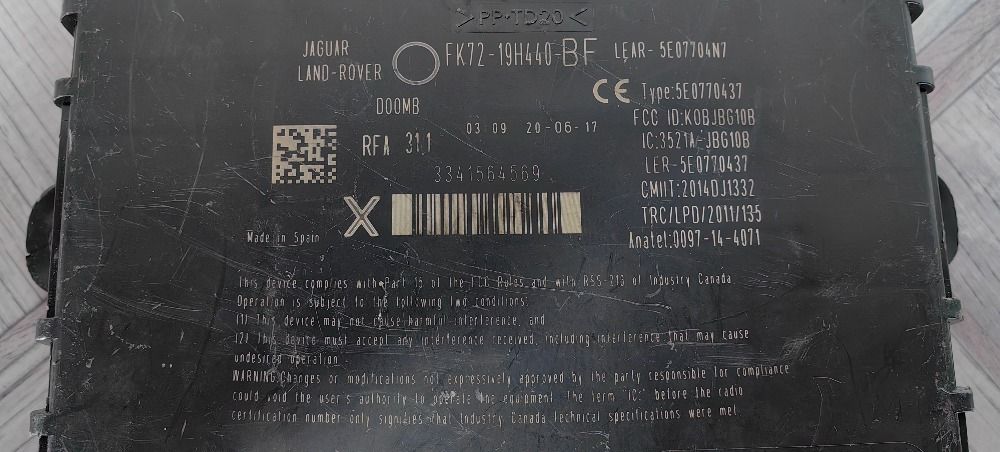 >PP-TD20<
JAGUAR
LAND-ROVER
FK72-19H440-BF
LEAR- 5E07704N7
CE Type:5E0770437
D00MB
FCC ID:KOBJBG10B
03:09 20-06-17
IC:3521A-JBG10B
RFA 31.1
LER-5E0770437
3341564569
CMIIT:2014DJ1332
X
TRC/LPD/2011/135
Made in Spain
Anatel:0097-14-4071
This device complies with Part 15 of the FCC Rules and with RSS-210 of Industry Canada
Operation is subject to the following two conditions:
(1) This device may not cause harmful interference, and
(2) This device must accept any interference received, including interference that may cause
undesired operation
WARNING:Changes or modifications not expressively approved by the party responsible for compliance
could void the user's authority to operate the equipment. The term "IC:" before the radio
certification number only signifies that Industry Canada technical specifications were met.